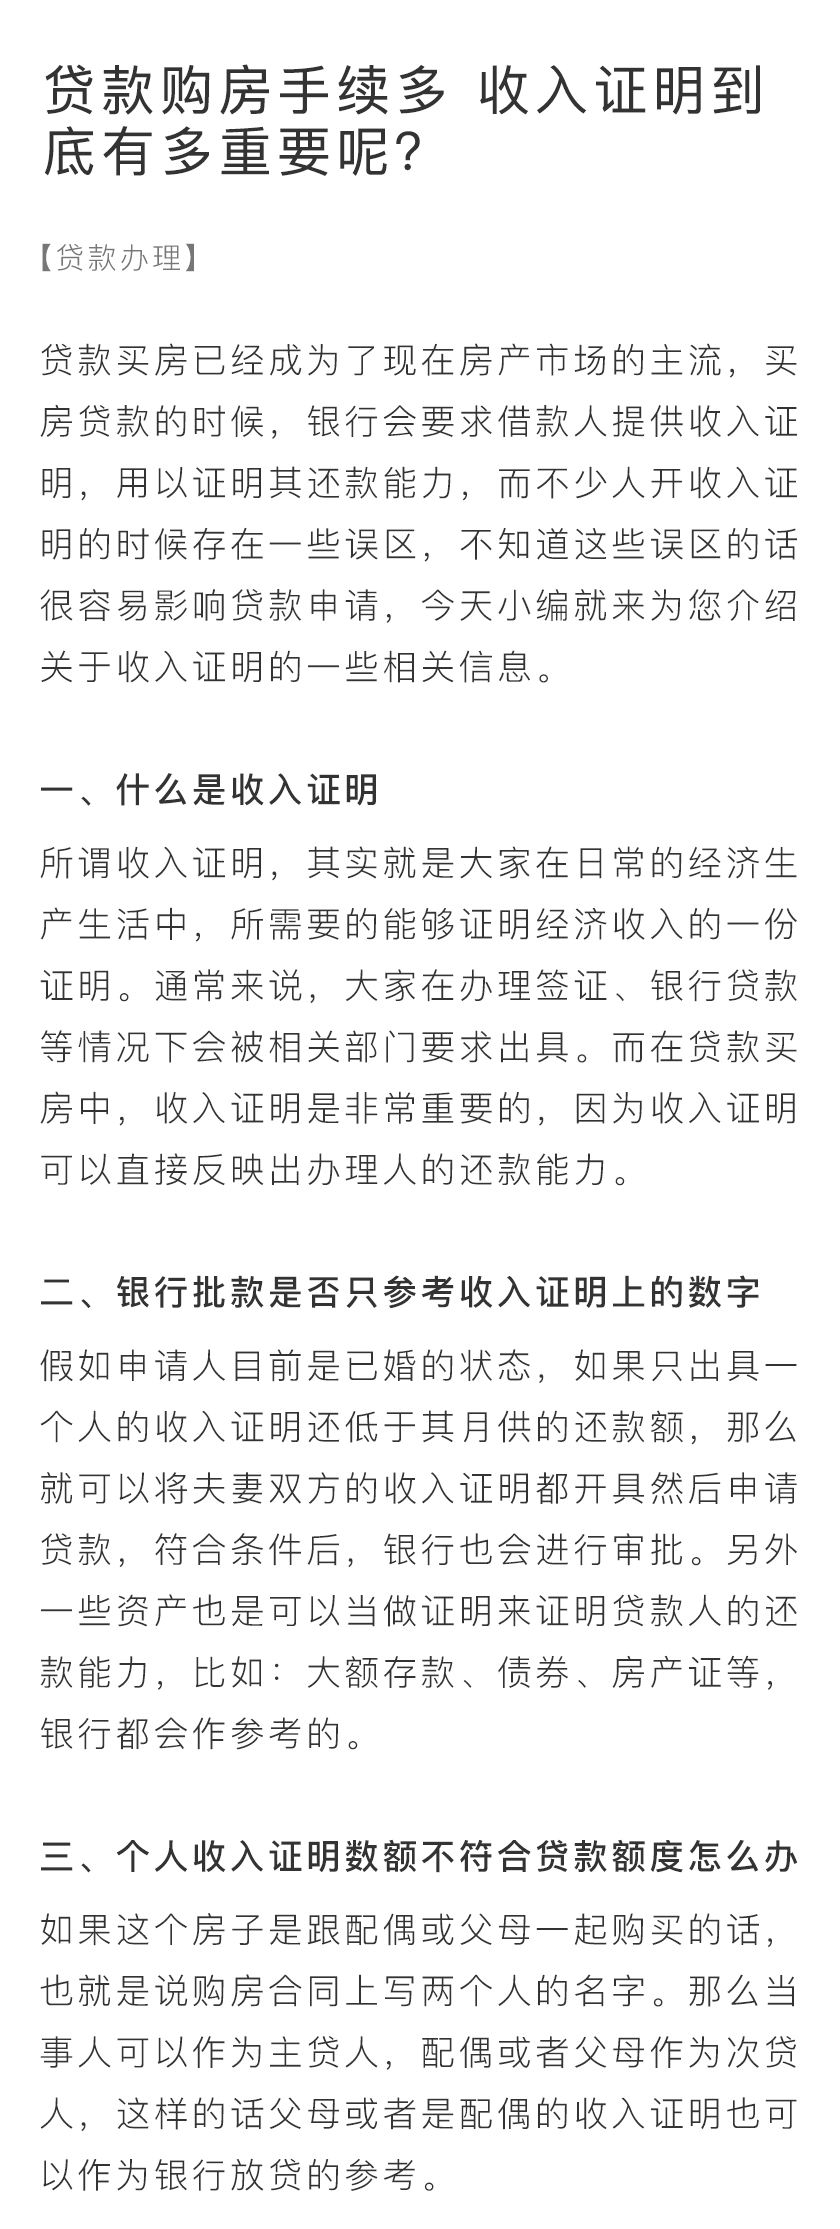 贷款购房手续多 收入证明到
底有多重要呢?
【贷款办理】
贷款买房已经成为了现在房产市场的主流，买
房贷款的时候，银行会要求借款人提供收入证
明，用以证明其还款能力，而不少人开收入证
明的时候存在一些误区，不知道这些误区的话
很容易影响贷款申请，今天小编就来为您介绍
关于收入证明的一些相关信息。
一、什么是收入证明
所谓收入证明，其实就是大家在日常的经济生
产生活中，所需要的能够证明经济收入的一份
证明。通常来说，大家在办理签证、银行贷款
等情况下会被相关部门要求出具。而在贷款买
房中，收入证明是非常重要的，因为收入证明
可以直接反映出办理人的还款能力。
二、银行批款是否只参考收入证明上的数字
假如申请人目前是已婚的状态，如果只出具一
个人的收入证明还低于其月供的还款额，那么
就可以将夫妻双方的收入证明都开具然后申请
贷款，符合条件后，银行也会进行审批。另外
一些资产也是可以当做证明来证明贷款人的还
款能力，比如：大额存款、债券、房产证等，
银行都会作参考的。
三、个人收入证明数额不符合贷款额度怎么办
如果这个房子是跟配偶或父母一起购买的话，
也就是说购房合同上写两个人的名字。那么当
事人可以作为主贷人，配偶或者父母作为次贷
人，这样的话父母或者是配偶的收入证明也可
以作为银行放贷的参考。